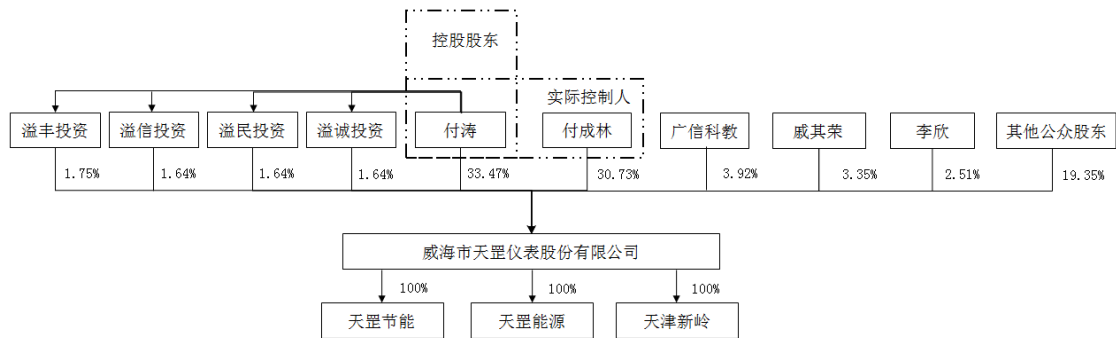 控股股东
实际控制人
溢丰投资 溢信投资 溢民投资 溢诚投资 付涛 付成林 广信科教 戚其荣 李欣 其他公众股东
1.75% 1.64% 1.64% 1.64% 33.47% 30.73% 3.92% 3.35% 2.51% 19.35%
威海市天罡仪表股份有限公司
100% 100% 100%
天罡节能 天罡能源 天津新岭